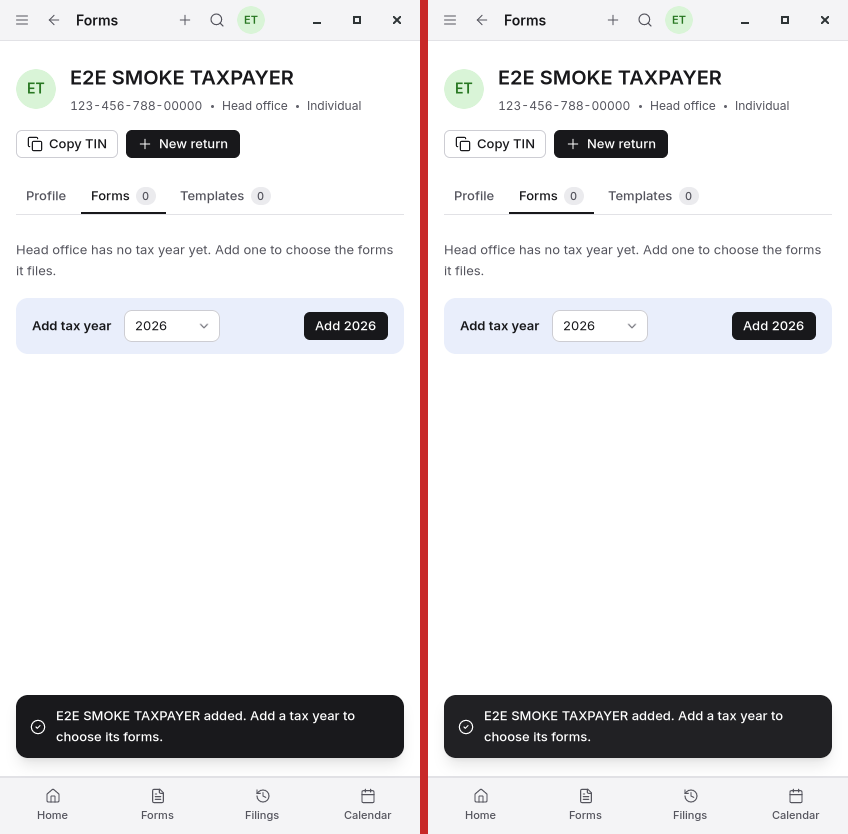 Forms
ET
ET
E2E SMOKE TAXPAYER
123-456-788-00000 • Head office • Individual
Copy TIN
New return
Profile
Forms 0
Templates 0
Head office has no tax year yet. Add one to choose the forms
it files.
Add tax year
2026
Add 2026
E2E SMOKE TAXPAYER added. Add a tax year to
choose its forms.
Home
Forms
Filings
Calendar
Forms
ET
ET
E2E SMOKE TAXPAYER
123-456-788-00000 • Head office • Individual
Copy TIN
New return
Profile
Forms 0
Templates 0
Head office has no tax year yet. Add one to choose the forms
it files.
Add tax year
2026
Add 2026
E2E SMOKE TAXPAYER added. Add a tax year to
choose its forms.
Home
Forms
Filings
Calendar